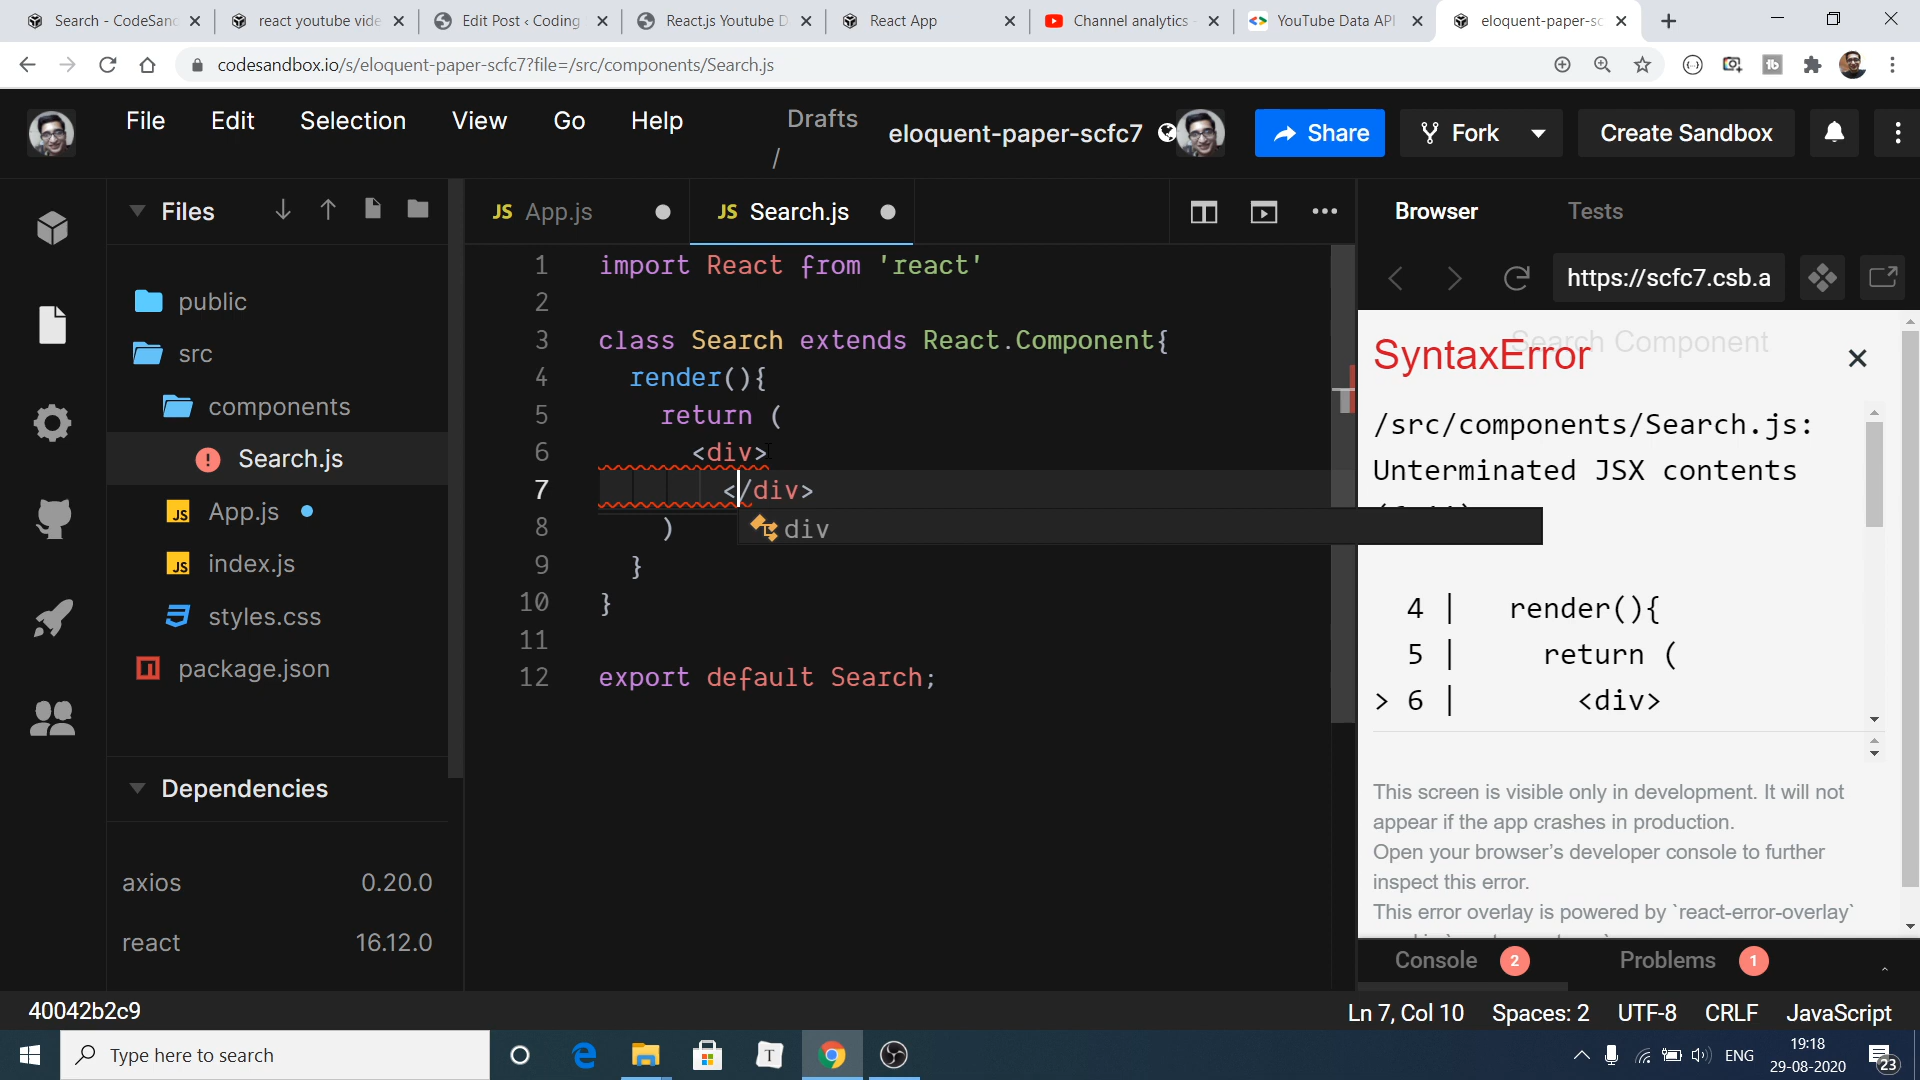 Search - CodeSand
react youtube vide
Edit Post ‹ Coding
React.js Youtube D
React App
Channel analytics -
YouTube Data API
eloquent-paper-sc
codesandbox.io/s/eloquent-paper-scfc7?file=/src/components/Search.js
File
Edit
Selection
View
Go
Help
Drafts
/
eloquent-paper-scfc7
Share
Fork
Create Sandbox
Files
JS App.js
JS Search.js
Browser
Tests
https://scfc7.csb.a
public
src
components
Search.js
JS App.js
JS index.js
styles.css
package.json
Dependencies
axios 0.20.0
react 16.12.0
1 import React from 'react'
2
3 class Search extends React.Component{
4 render(){
5 return (
6 <div>
7 </div>
div
8 )
9 }
10 }
11
12 export default Search;
Search Component
SyntaxError
/src/components/Search.js:
Unterminated JSX contents
4 | render(){
5 | return (
> 6 | <div>
This screen is visible only in development. It will not
appear if the app crashes in production.
Open your browser's developer console to further
inspect this error.
This error overlay is powered by `react-error-overlay`
Console 2
Problems 1
40042b2c9
Ln 7, Col 10
Spaces: 2
UTF-8
CRLF
JavaScript
Type here to search
T
ENG
19:18
29-08-2020
23